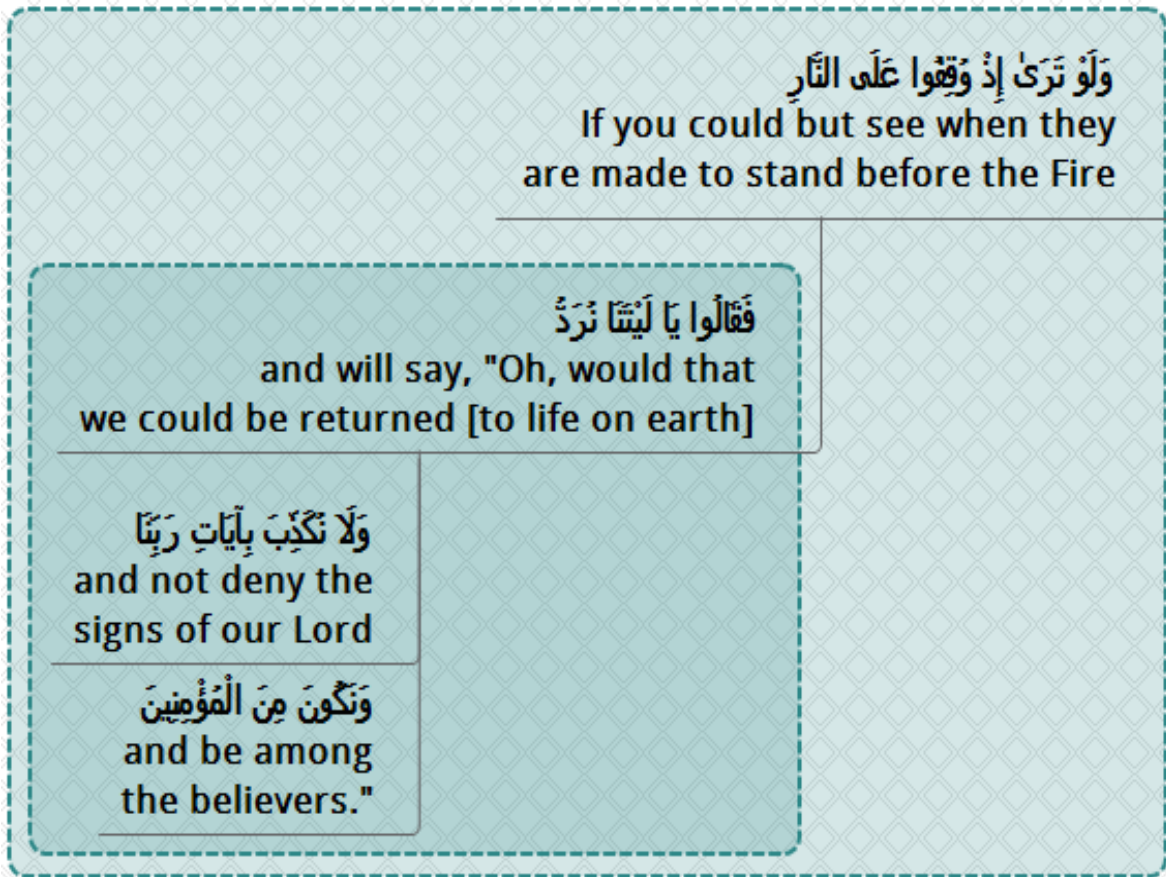 وَلَوْ تَرَىٰ إِذْ وُقِفُوا عَلَى النَّارِ
If you could but see when they
are made to stand before the Fire
فَقَالُوا يَا لَيْتَنَا نُرَدُّ
and will say, "Oh, would that
we could be returned [to life on earth]
وَلَا نُكَذِّبَ بِآيَاتِ رَبِّنَا
and not deny the
signs of our Lord
وَنَكُونَ مِنَ الْمُؤْمِنِينَ
and be among
the believers."